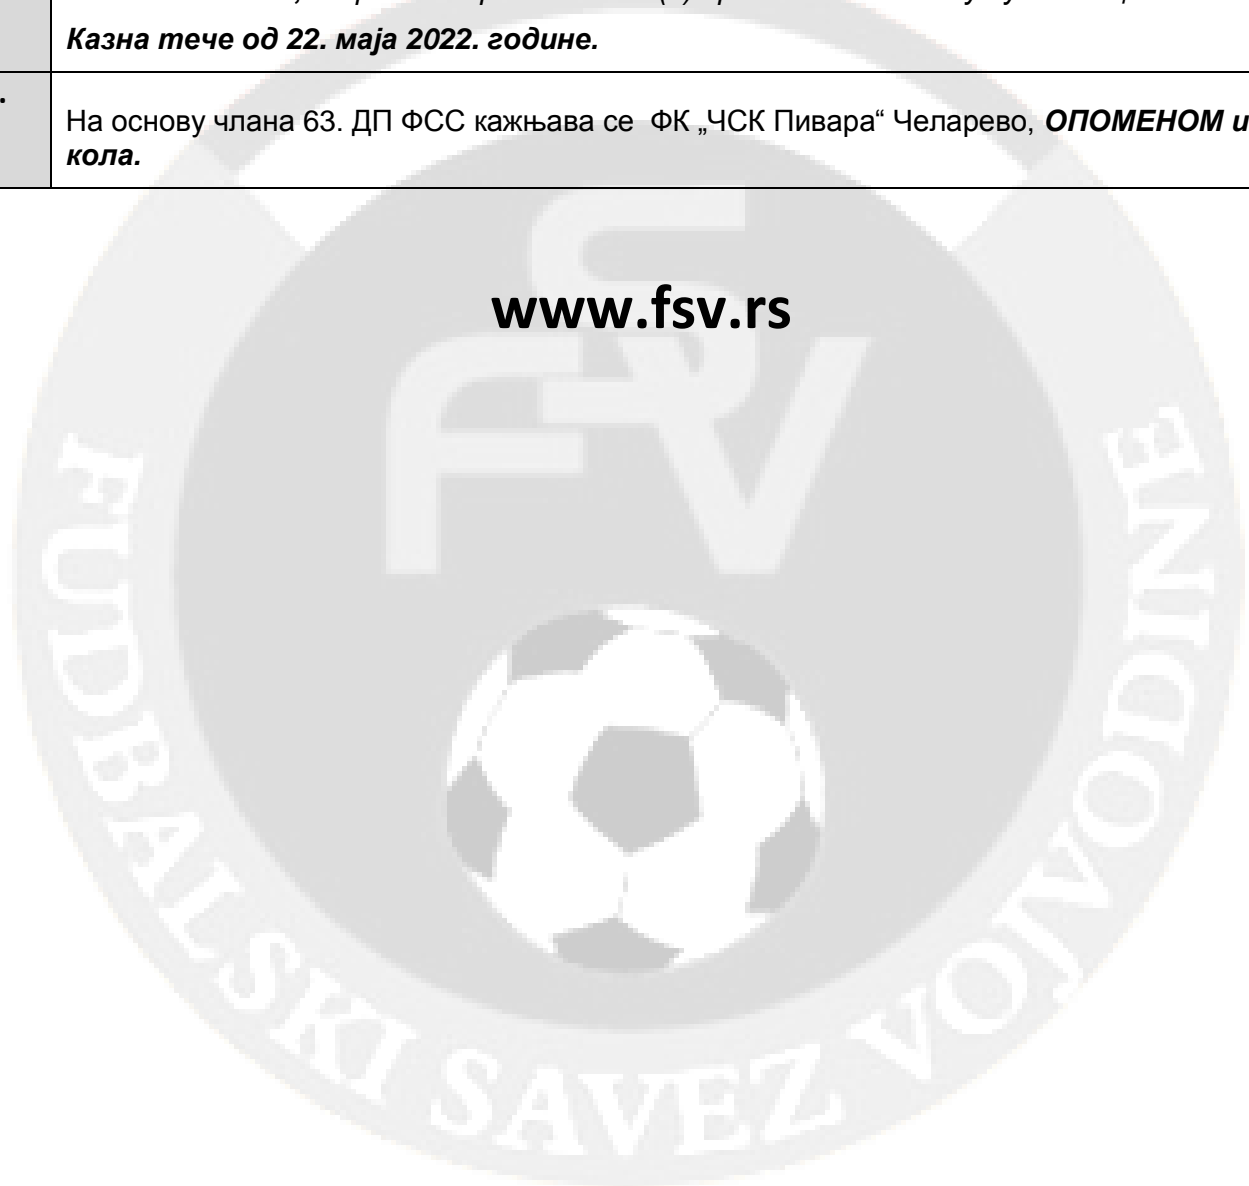 Казна тече од 22. маја 2022. године.
.
На основу члана 63. ДП ФСС кажњава се ФК „ЧСК Пивара“ Челарево, ОПОМЕНОМ и
кола.
www.fsv.rs
FSV
FUDBALSKI SAVEZ VOJVODINE